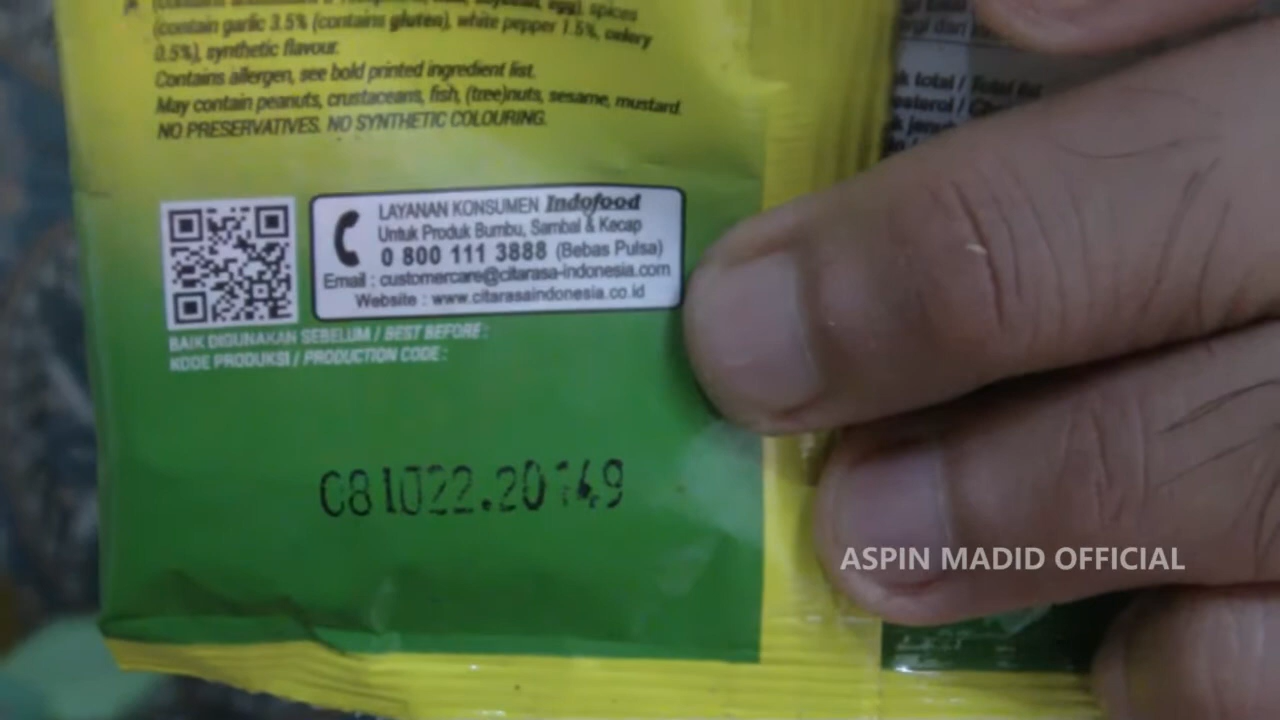 (contain garlic 3.5% (contains gluten), white pepper 1.5%, celery
0.5%), synthetic flavour.
Contains allergen, see bold printed ingredient list.
May contain peanuts, crustaceans, fish, (tree)nuts, sesame, mustard.
NO PRESERVATIVES. NO SYNTHETIC COLOURING.
LAYANAN KONSUMEN Indofood
Untuk Produk Bumbu, Sambal & Kecap
0 800 111 3888 (Bebas Pulsa)
Email : customercare@citarasa-indonesia.com
Website : www.citarasaindonesia.co.id
BAIK DIGUNAKAN SEBELUM / BEST BEFORE :
KODE PRODUKSI / PRODUCTION CODE :
ASPIN MADID OFFICIAL